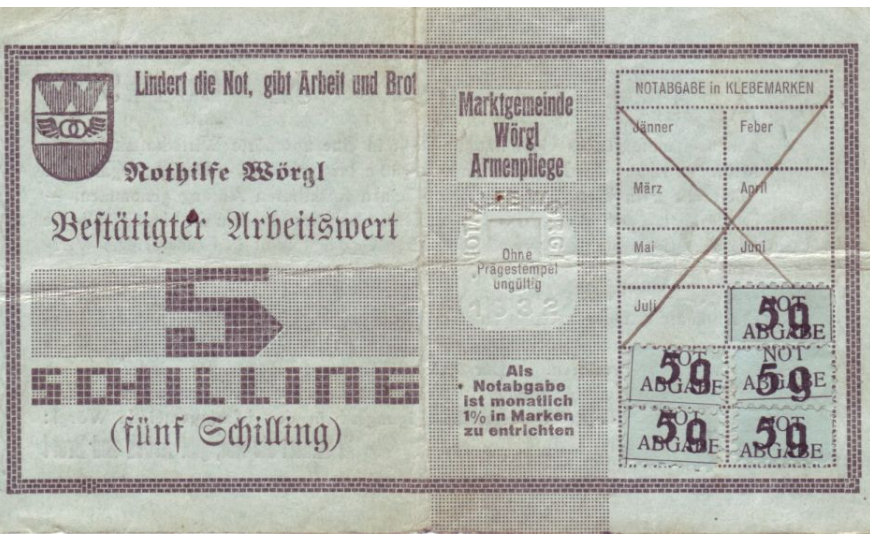 Lindert die Not, gibt Arbeit und Brot
Nothilfe Wörgl
Bestätigter Arbeitswert
5
SCHILLING
(fünf Schilling)
Marktgemeinde
Wörgl
Armenpflege
Ohne
Prägestempel
ungültig
1932
Als
Notabgabe
ist monatlich
1% in Marken
zu entrichten
NOTABGABE in KLEBEMARKEN
Jänner Feber
März April
Mai Juni
Juli
NOT
5g
ABGABE
NOT
5g
ABGABE
NOT
5g
ABGABE
NOT
5g
ABGABE
NOT
5g
ABGABE